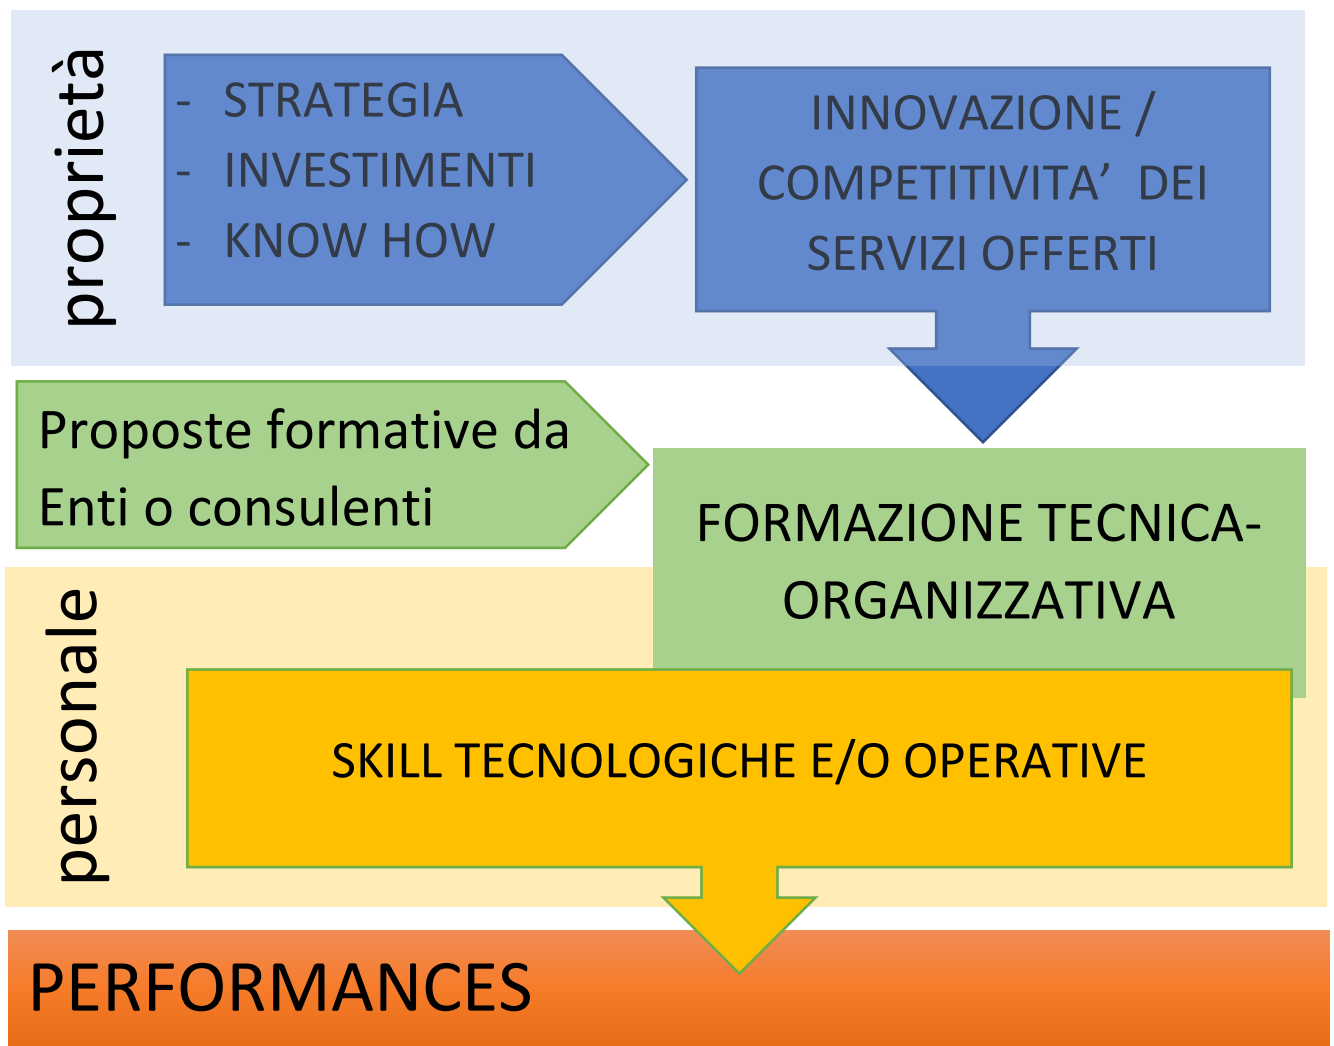 proprietà
- STRATEGIA
- INVESTIMENTI
- KNOW HOW
INNOVAZIONE /
COMPETITIVITA’ DEI
SERVIZI OFFERTI
Proposte formative da
Enti o consulenti
FORMAZIONE TECNICA-
ORGANIZZATIVA
personale
SKILL TECNOLOGICHE E/O OPERATIVE
PERFORMANCES